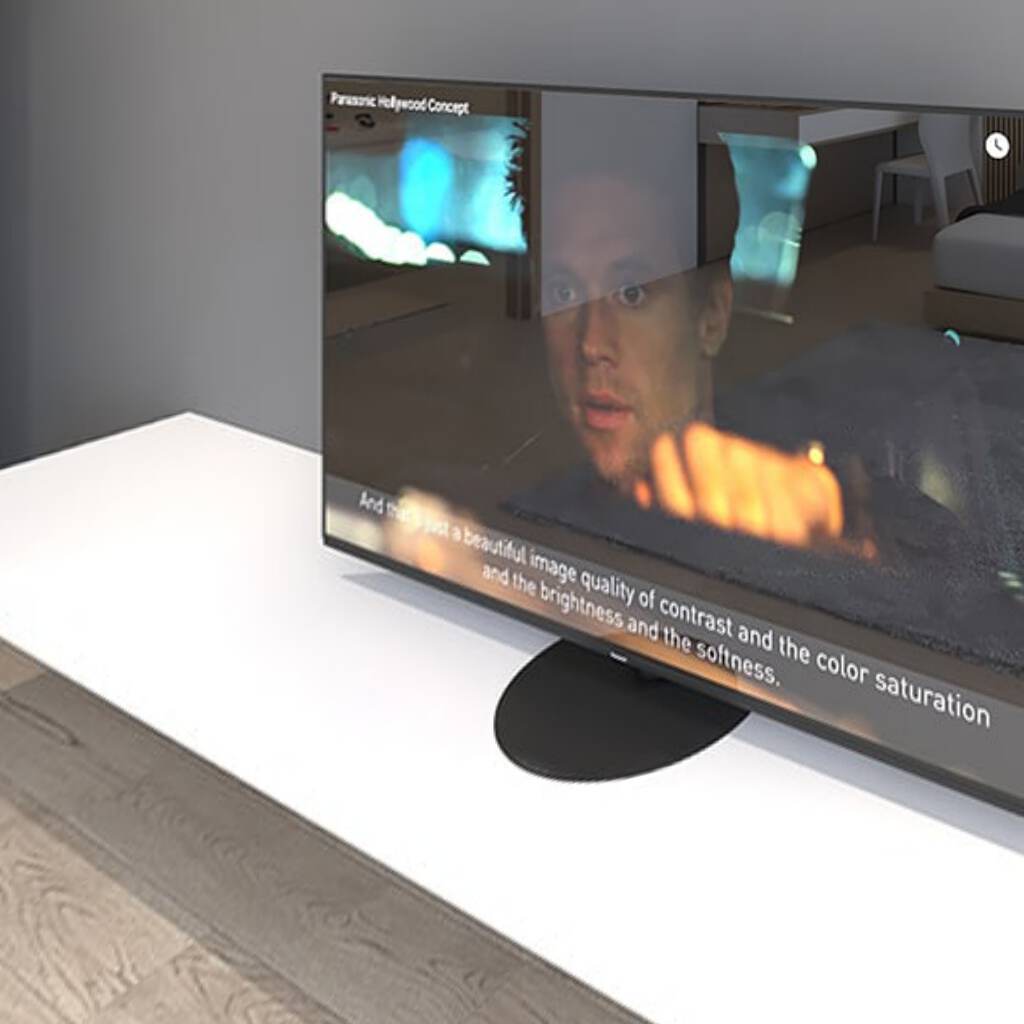 Panasonic Hollywood Concept
And that's just a beautiful image quality of contrast and the color saturation
and the brightness and the softness.